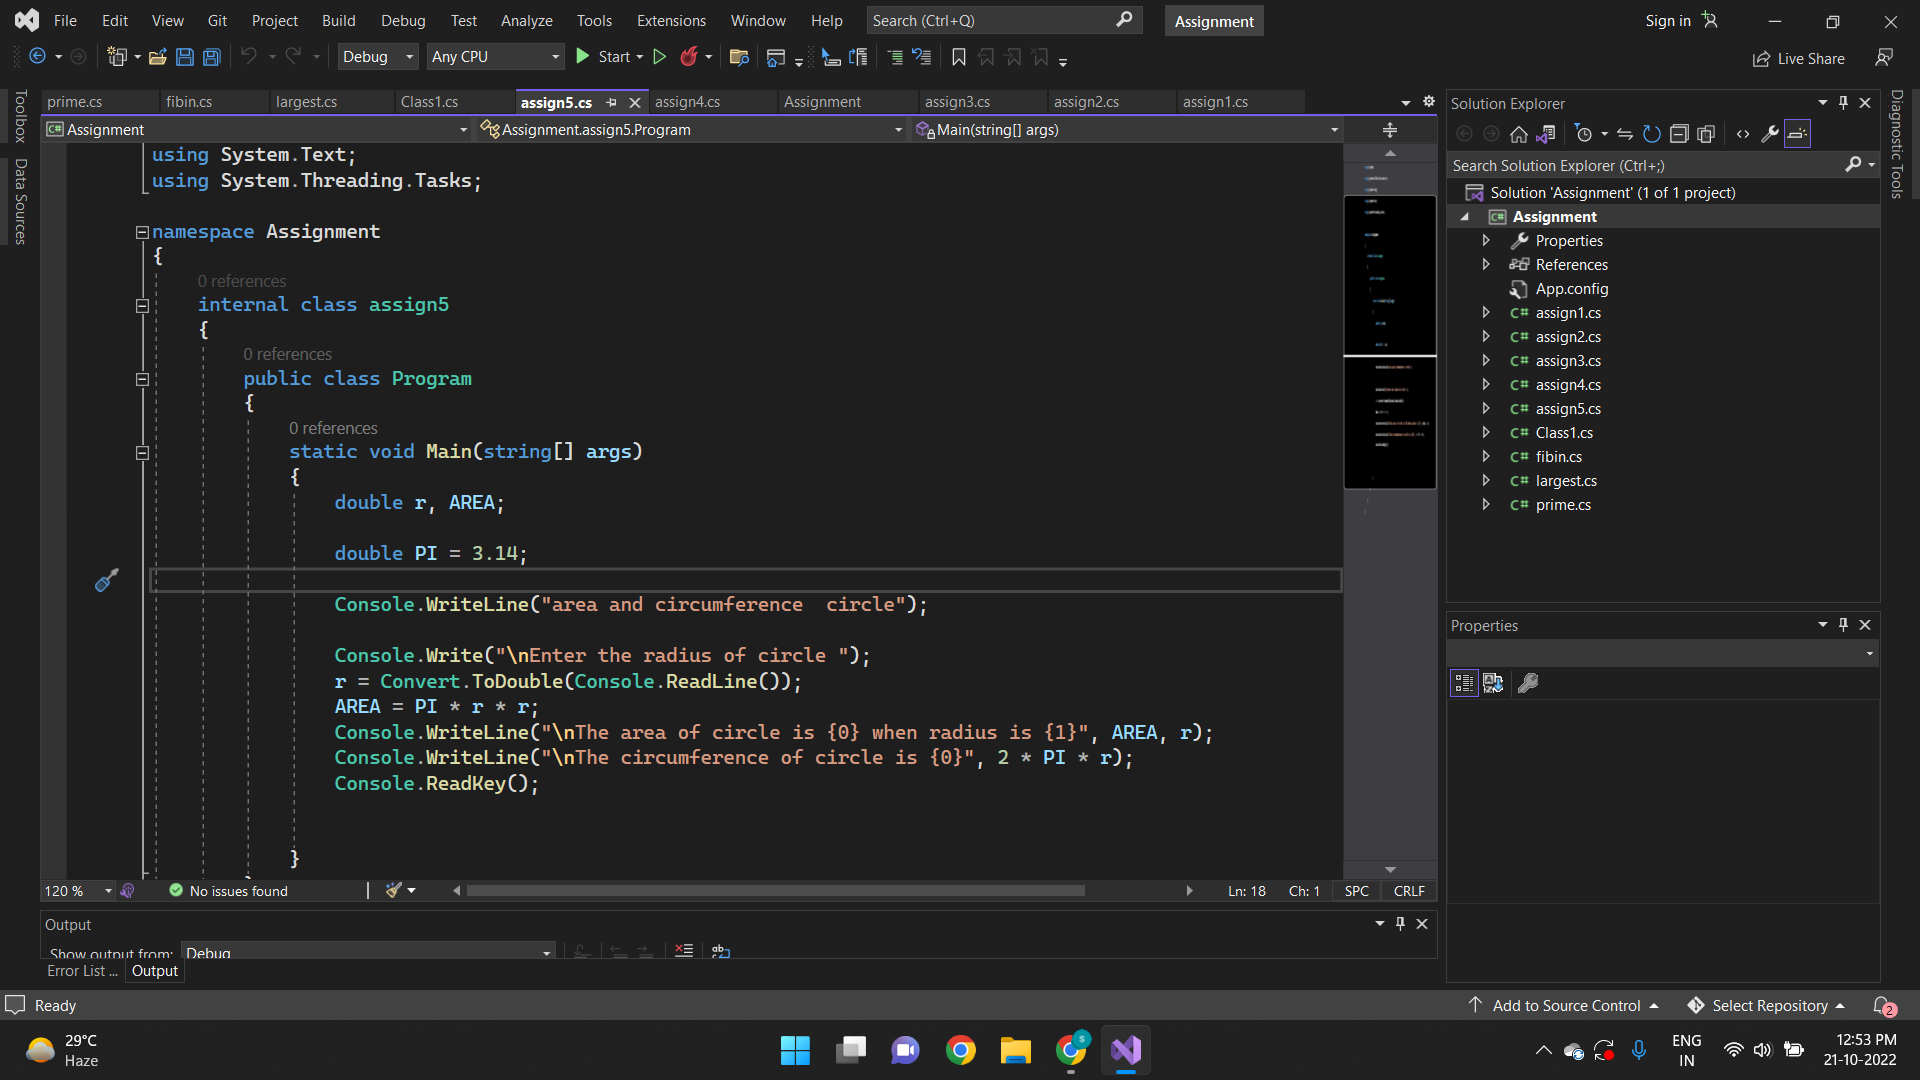 File Edit View Git Project Build Debug Test Analyze Tools Extensions Window Help Search (Ctrl+Q) Assignment Sign in
Debug Any CPU Start Live Share
Toolbox
Data Sources
prime.cs fibin.cs largest.cs Class1.cs assign5.cs assign4.cs Assignment assign3.cs assign2.cs assign1.cs
C# Assignment Assignment.assign5.Program Main(string[] args)
using System.Text;
using System.Threading.Tasks;
namespace Assignment
{
0 references
internal class assign5
{
0 references
public class Program
{
0 references
static void Main(string[] args)
{
double r, AREA;
double PI = 3.14;
Console.WriteLine("area and circumference  circle");
Console.Write("\nEnter the radius of circle ");
r = Convert.ToDouble(Console.ReadLine());
AREA = PI * r * r;
Console.WriteLine("\nThe area of circle is {0} when radius is {1}", AREA, r);
Console.WriteLine("\nThe circumference of circle is {0}", 2 * PI * r);
Console.ReadKey();
}
120 % No issues found Ln: 18 Ch: 1 SPC CRLF
Output
Show output from: Debug
Error List ... Output
Solution Explorer
Search Solution Explorer (Ctrl+;)
Solution 'Assignment' (1 of 1 project)
C# Assignment
Properties
References
App.config
C# assign1.cs
C# assign2.cs
C# assign3.cs
C# assign4.cs
C# assign5.cs
C# Class1.cs
C# fibin.cs
C# largest.cs
C# prime.cs
Properties
Diagnostic Tools
Ready Add to Source Control Select Repository 2
29°C
Haze
S
ENG
IN
12:53 PM
21-10-2022